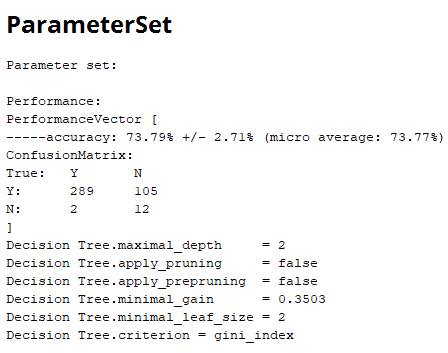 ParameterSet
Parameter set:
Performance:
PerformanceVector [
-----accuracy: 73.79% +/- 2.71% (micro average: 73.77%)
ConfusionMatrix:
True:   Y       N
Y:      289     105
N:      2       12
]
Decision Tree.maximal_depth     = 2
Decision Tree.apply_pruning     = false
Decision Tree.apply_prepruning  = false
Decision Tree.minimal_gain      = 0.3503
Decision Tree.minimal_leaf_size = 2
Decision Tree.criterion = gini_index